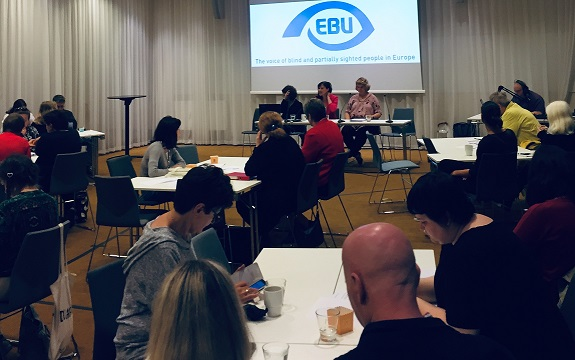 EBU
The voice of blind and partially sighted people in Europe